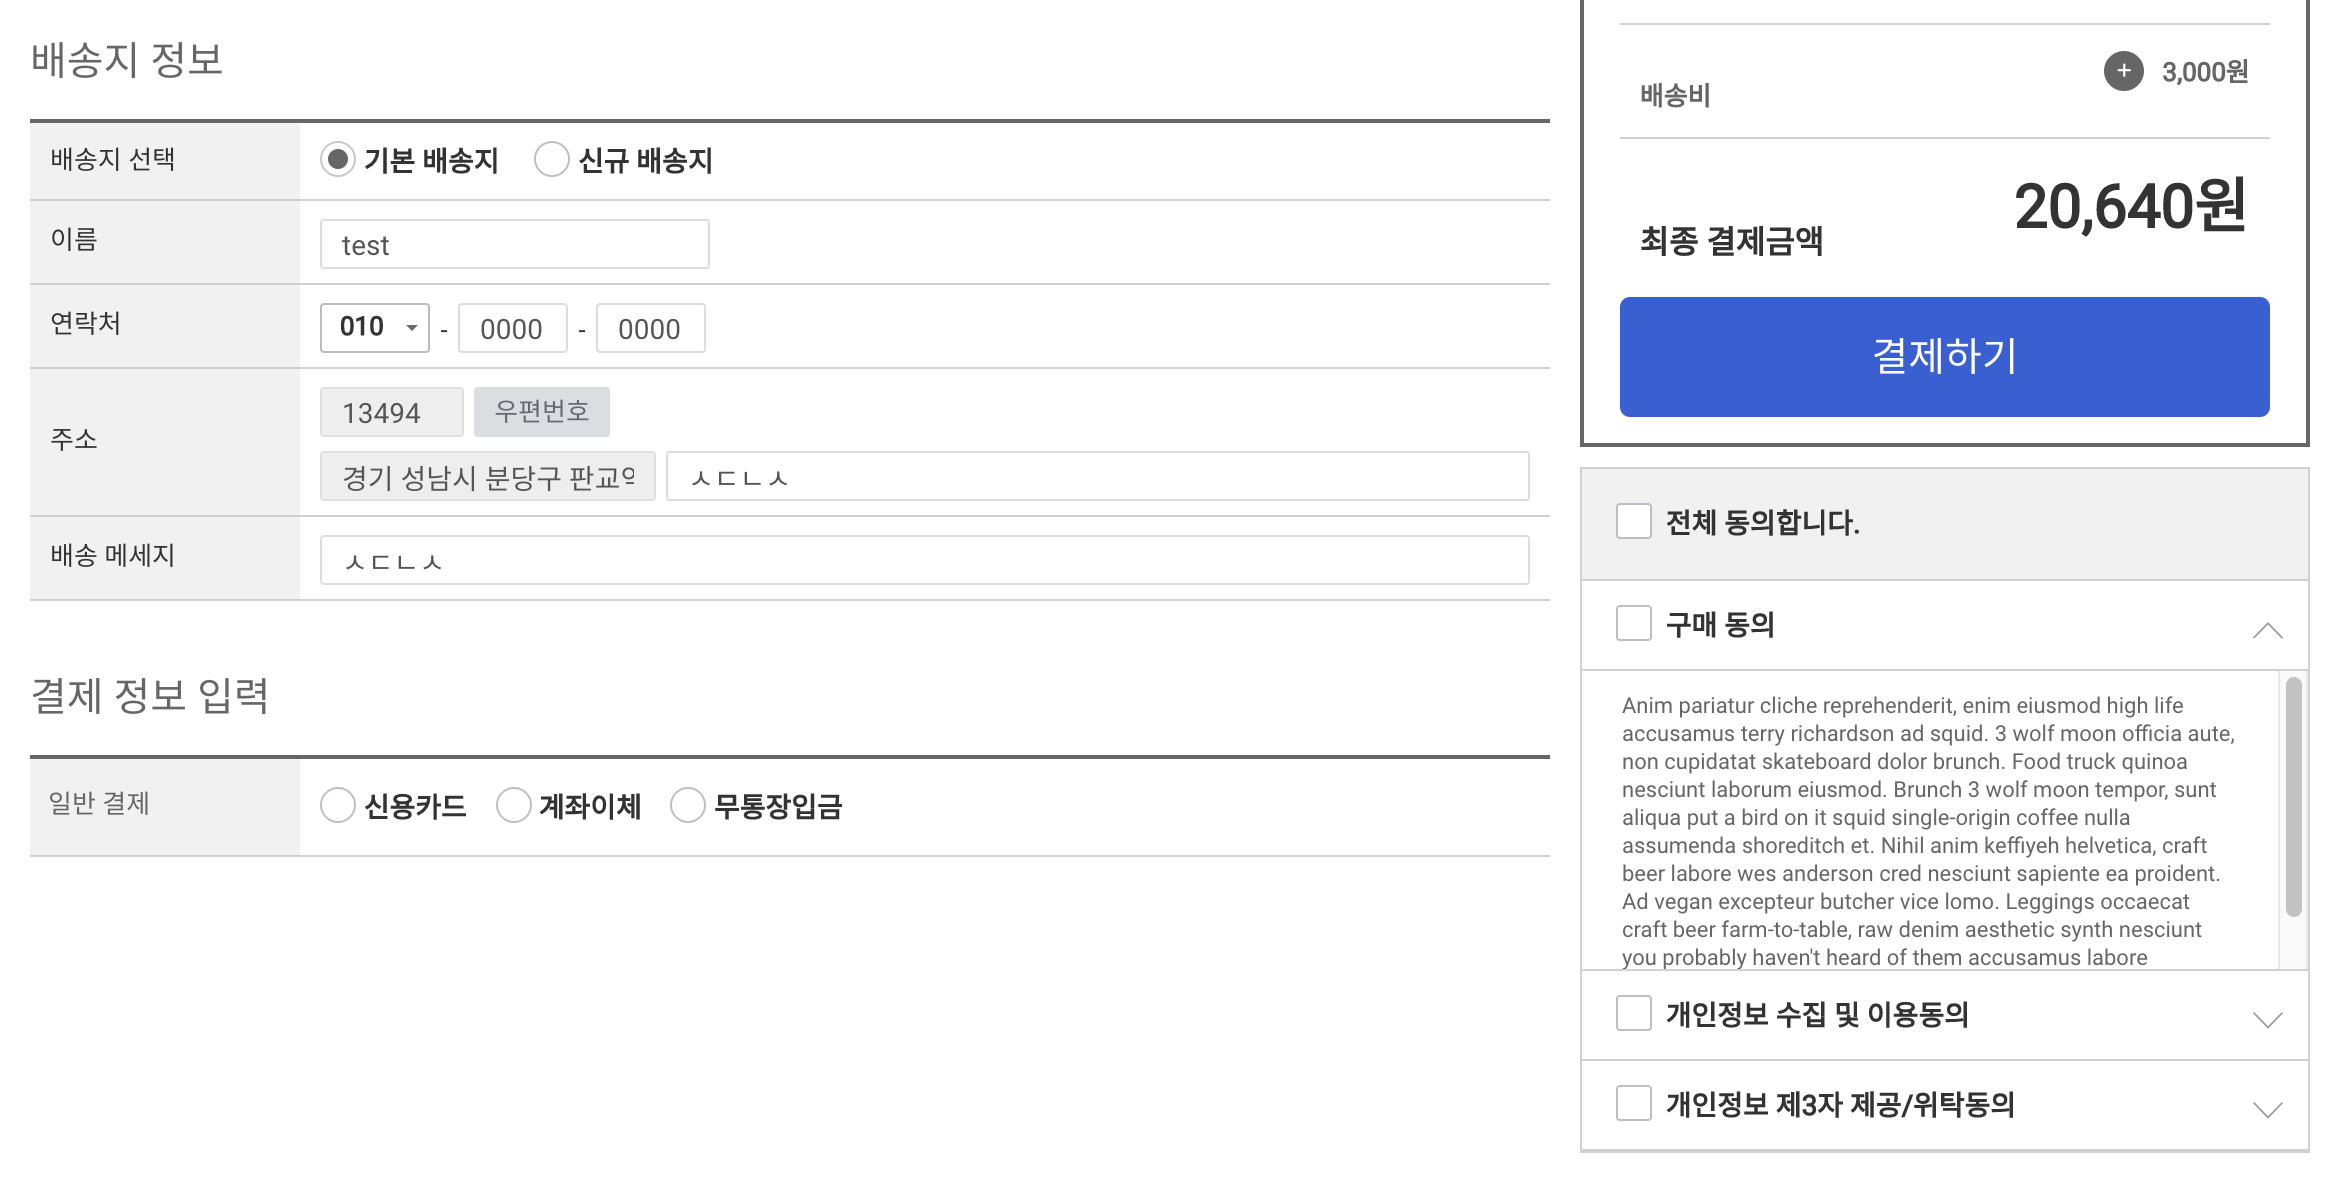 배송지 정보
배송지 선택
기본 배송지 신규 배송지
이름
test
연락처
010 - 0000 - 0000
주소
13494 우편번호
경기 성남시 분당구 판교역 ㅅㄷㄴㅅ
배송 메세지
ㅅㄷㄴㅅ
결제 정보 입력
일반 결제
신용카드 계좌이체 무통장입금
배송비
+ 3,000원
최종 결제금액
20,640원
결제하기
전체 동의합니다.
구매 동의
Anim pariatur cliche reprehenderit, enim eiusmod high life
accusamus terry richardson ad squid. 3 wolf moon officia aute,
non cupidatat skateboard dolor brunch. Food truck quinoa
nesciunt laborum eiusmod. Brunch 3 wolf moon tempor, sunt
aliqua put a bird on it squid single-origin coffee nulla
assumenda shoreditch et. Nihil anim keffiyeh helvetica, craft
beer labore wes anderson cred nesciunt sapiente ea proident.
Ad vegan excepteur butcher vice lomo. Leggings occaecat
craft beer farm-to-table, raw denim aesthetic synth nesciunt
you probably haven't heard of them accusamus labore
개인정보 수집 및 이용동의
개인정보 제3자 제공/위탁동의